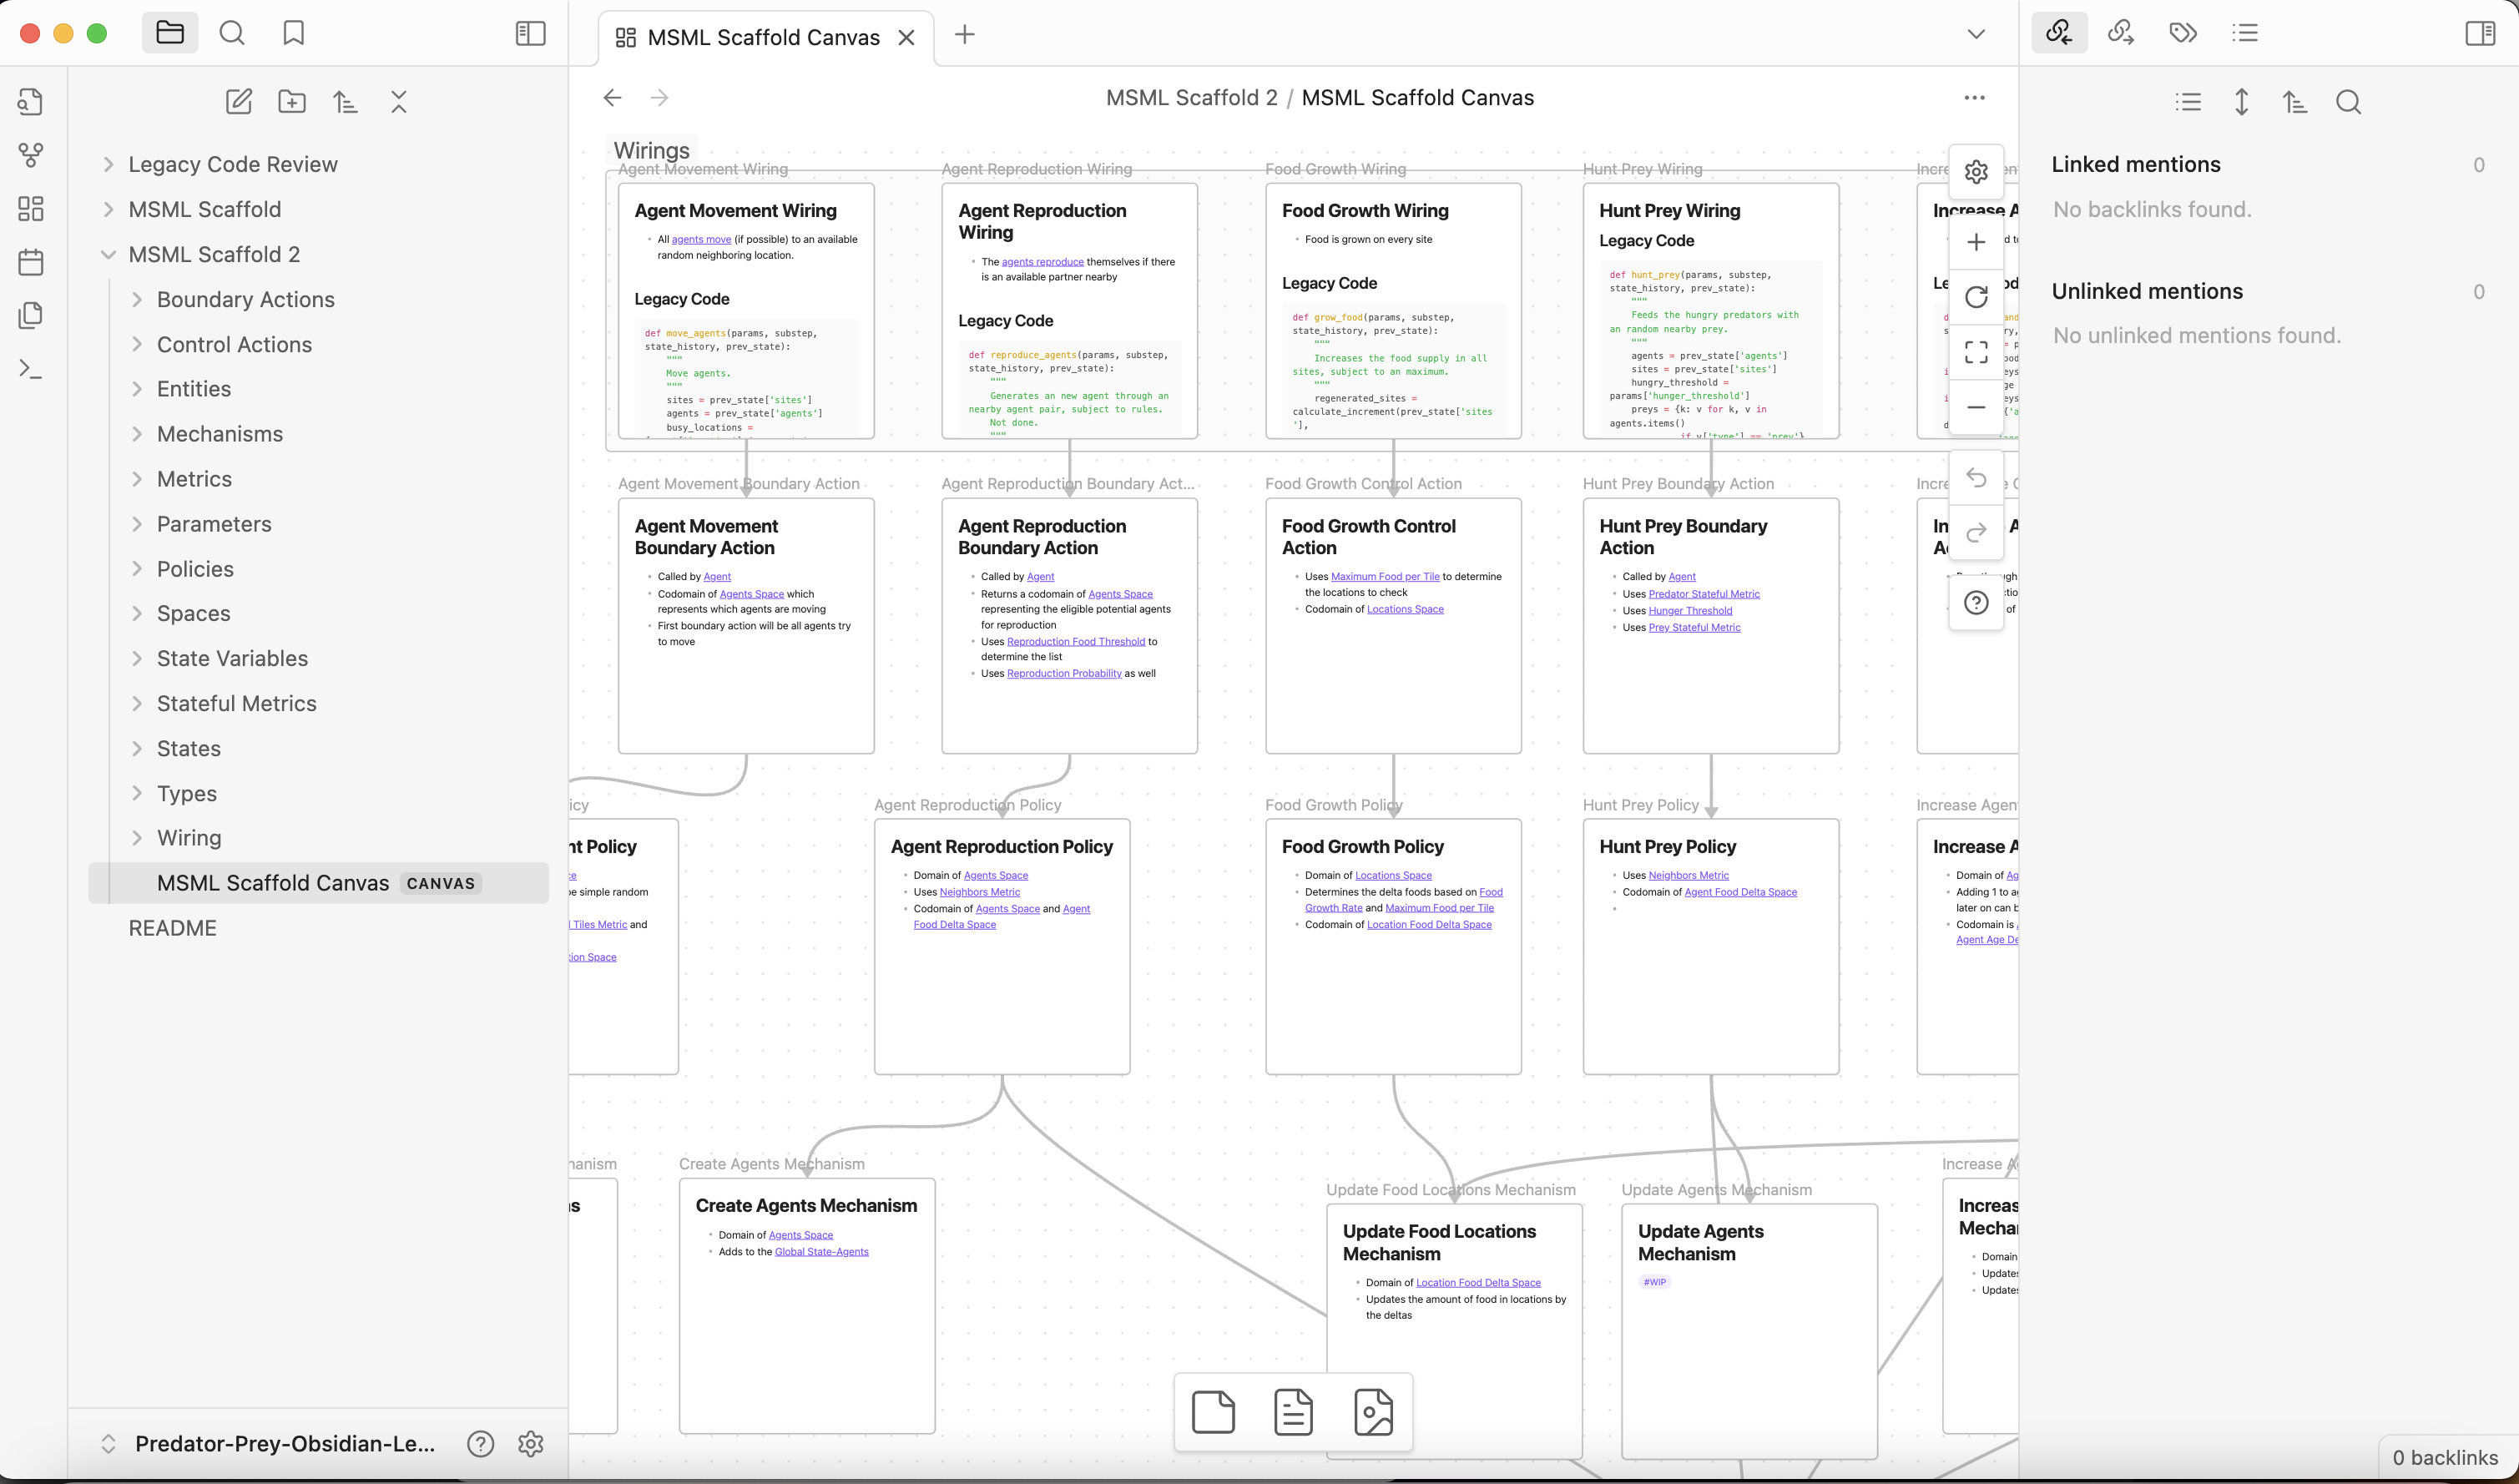 MSML Scaffold Canvas
MSML Scaffold 2 / MSML Scaffold Canvas
Legacy Code Review
MSML Scaffold
MSML Scaffold 2
Boundary Actions
Control Actions
Entities
Mechanisms
Metrics
Parameters
Policies
Spaces
State Variables
Stateful Metrics
States
Types
Wiring
MSML Scaffold Canvas CANVAS
README
Predator-Prey-Obsidian-Le...
Wirings
Agent Movement Wiring
Agent Movement Wiring
All agents move (if possible) to an available
random neighboring location.
Legacy Code
def move_agents(params, substep,
state_history, prev_state):
"""
Move agents.
"""
sites = prev_state['sites']
agents = prev_state['agents']
busy_locations =
Agent Reproduction Wiring
Agent Reproduction
Wiring
The agents reproduce themselves if there
is an available partner nearby
Legacy Code
def reproduce_agents(params, substep,
state_history, prev_state):
"""
Generates an new agent through an
nearby agent pair, subject to rules.
Not done.
"""
Food Growth Wiring
Food Growth Wiring
Food is grown on every site
Legacy Code
def grow_food(params, substep,
state_history, prev_state):
"""
Increases the food supply in all
sites, subject to an maximum.
"""
regenerated_sites =
calculate_increment(prev_state['sites
'],
Hunt Prey Wiring
Hunt Prey Wiring
Legacy Code
def hunt_prey(params, substep,
state_history, prev_state):
"""
Feeds the hungry predators with
an random nearby prey.
"""
agents = prev_state['agents']
sites = prev_state['sites']
hungry_threshold =
params['hunger_threshold']
preys = {k: v for k, v in
agents.items()
if v['type'] == 'prey'}
Agent Movement Boundary Action
Agent Movement
Boundary Action
Called by Agent
Codomain of Agents Space which
represents which agents are moving
First boundary action will be all agents try
to move
Agent Reproduction Boundary Act...
Agent Reproduction
Boundary Action
Called by Agent
Returns a codomain of Agents Space
representing the eligible potential agents
for reproduction
Uses Reproduction Food Threshold to
determine the list
Uses Reproduction Probability as well
Food Growth Control Action
Food Growth Control
Action
Uses Maximum Food per Tile to determine
the locations to check
Codomain of Locations Space
Hunt Prey Boundary Action
Hunt Prey Boundary
Action
Called by Agent
Uses Predator Stateful Metric
Uses Hunger Threshold
Uses Prey Stateful Metric
icy
nt Policy
ce
be simple random
l Tiles Metric and
tion Space
Agent Reproduction Policy
Agent Reproduction Policy
Domain of Agents Space
Uses Neighbors Metric
Codomain of Agents Space and Agent
Food Delta Space
Food Growth Policy
Food Growth Policy
Domain of Locations Space
Determines the delta foods based on Food
Growth Rate and Maximum Food per Tile
Codomain of Location Food Delta Space
Hunt Prey Policy
Hunt Prey Policy
Uses Neighbors Metric
Codomain of Agent Food Delta Space
Increase Agen
Increase A
Domain of Ag
Adding 1 to a
later on can b
Codomain is
Agent Age De
hanism
Create Agents Mechanism
Create Agents Mechanism
Domain of Agents Space
Adds to the Global State-Agents
Update Food Locations Mechanism
Update Food Locations
Mechanism
Domain of Location Food Delta Space
Updates the amount of food in locations by
the deltas
Update Agents Mechanism
Update Agents
Mechanism
#WIP
Increase A
Increas
Mecha
Domain
Update
Update
Linked mentions 0
No backlinks found.
Unlinked mentions 0
No unlinked mentions found.
0 backlinks